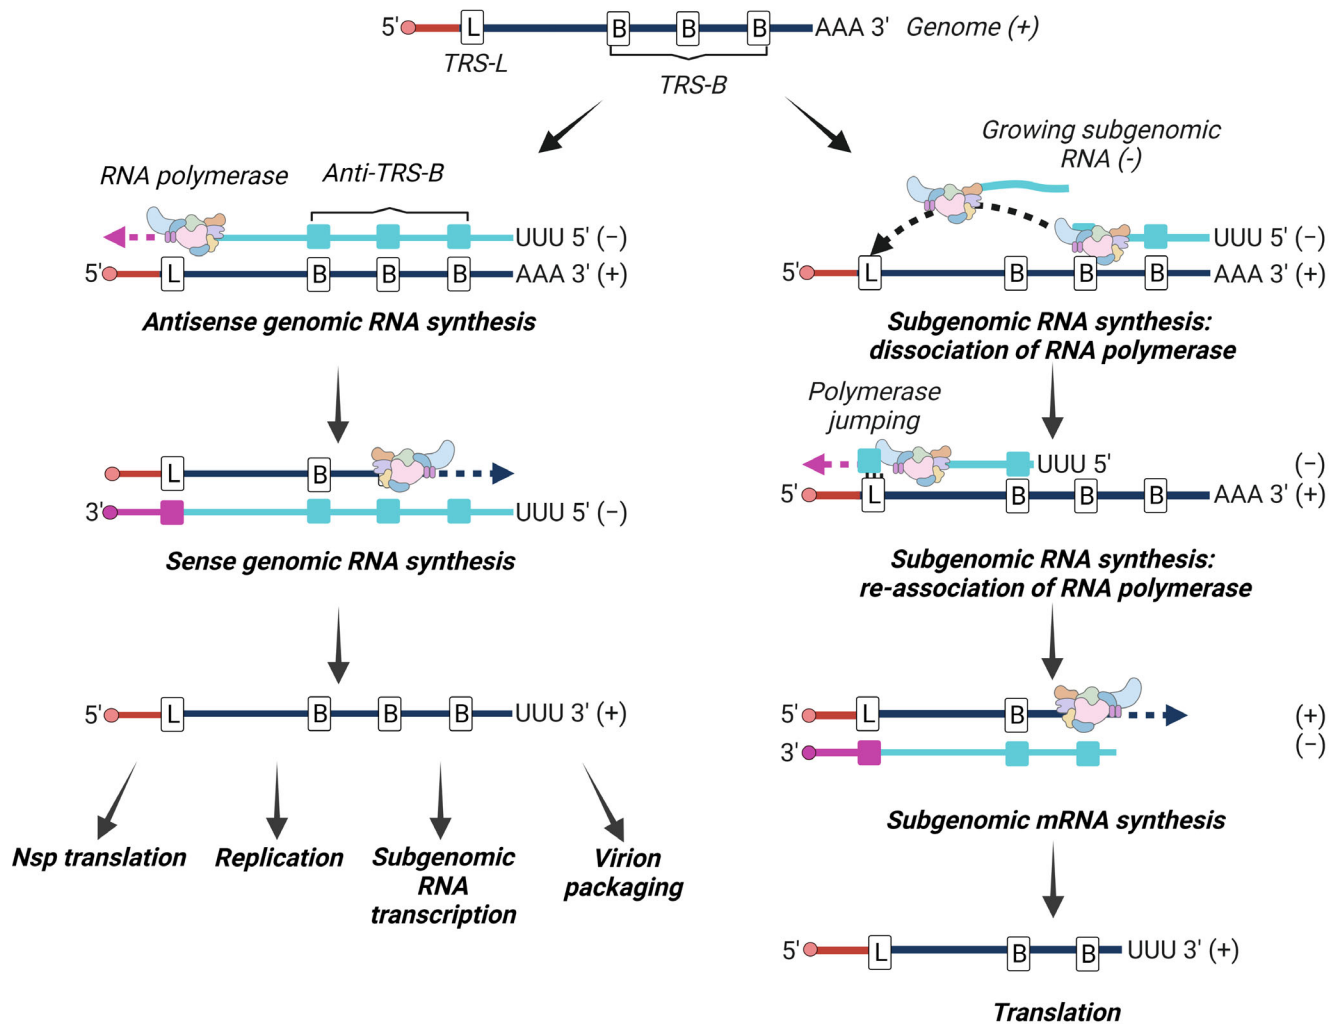 5' L B B B AAA 3' Genome (+)
TRS-L
TRS-B
RNA polymerase
Anti-TRS-B
UUU 5' (−)
5' L B B B AAA 3' (+)
Antisense genomic RNA synthesis
L B
3' UUU 5' (−)
Sense genomic RNA synthesis
5' L B B B UUU 3' (+)
Nsp translation
Replication
Subgenomic
RNA
transcription
Virion
packaging
Growing subgenomic
RNA (-)
UUU 5' (−)
5' L B B B AAA 3' (+)
Subgenomic RNA synthesis:
dissociation of RNA polymerase
Polymerase
jumping
UUU 5' (−)
5' L B B B AAA 3' (+)
Subgenomic RNA synthesis:
re-association of RNA polymerase
5' L B (+)
3' (−)
Subgenomic mRNA synthesis
5' L B B UUU 3' (+)
Translation